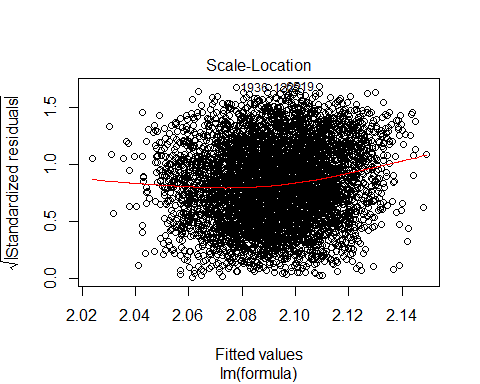 Scale-Location
√|Standardized residuals|
1.5
1.0
0.5
0.0
2.02 2.04 2.06 2.08 2.10 2.12 2.14
Fitted values
lm(formula)